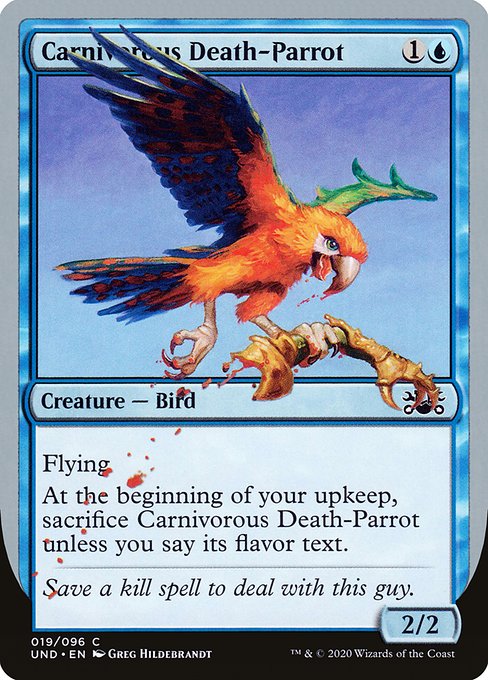 Carnivorous Death-Parrot 1
Creature — Bird
Flying
At the beginning of your upkeep,
sacrifice Carnivorous Death-Parrot
unless you say its flavor text.
Save a kill spell to deal with this guy.
2/2
019/096 C
UND • EN Greg Hildebrandt ™ & © 2020 Wizards of the Coast